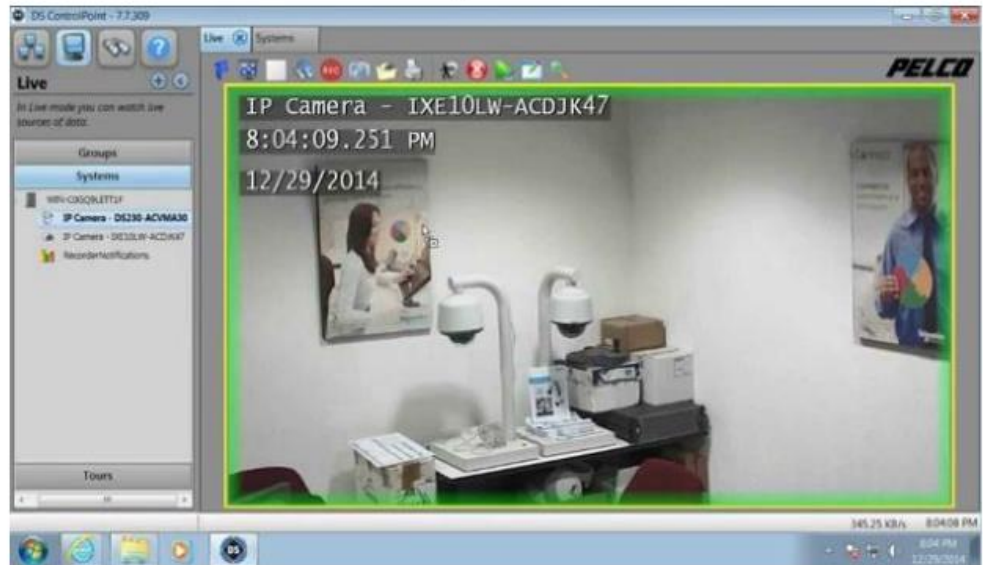 DS ControlPoint - 7.7.309
Live
Systems
PELCO
Live
In Live mode you can watch live
sources of data.
Groups
Systems
IP Camera - DS230-ACVMA30
IP Camera - IXE10LW-ACDJK47
RecorderNotifications
Tours
IP Camera - IXE10LW-ACDJK47
8:04:09.251 PM
12/29/2014
REC
345.25 KB/s
8:04:08 PM
DS
8:04 PM
12/29/2014